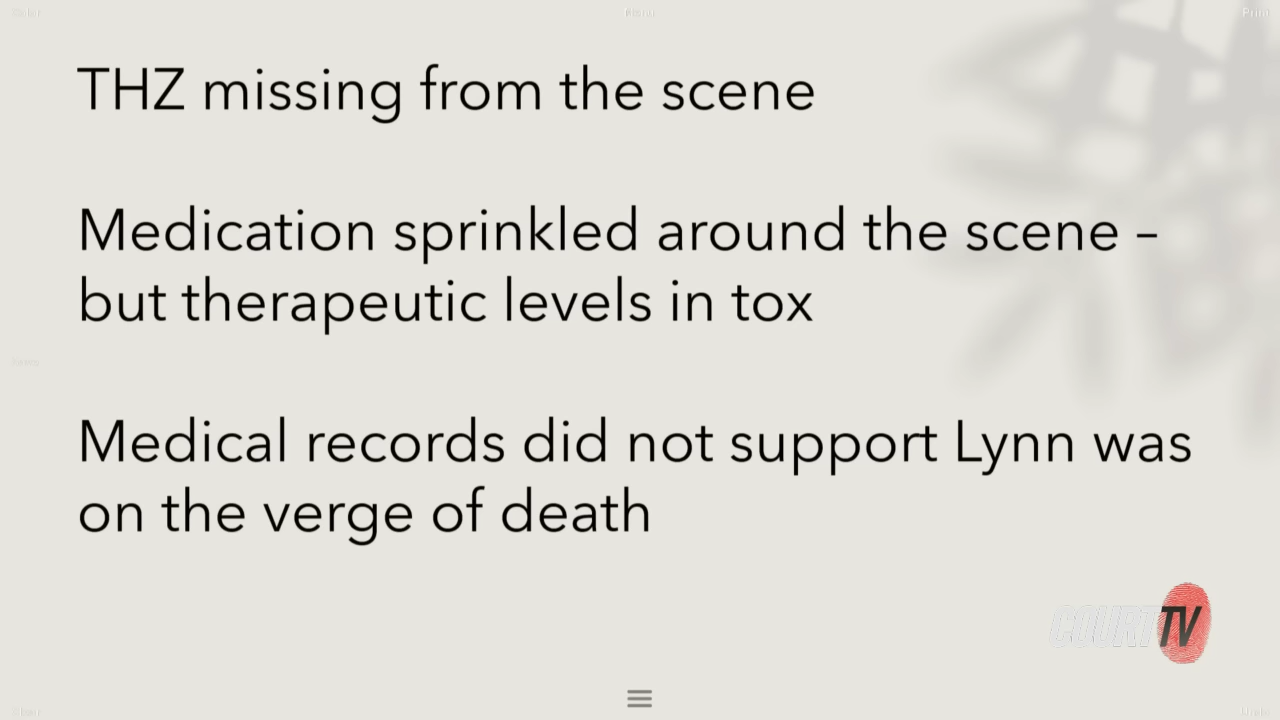 Print
THZ missing from the scene
Medication sprinkled around the scene –
but therapeutic levels in tox
Medical records did not support Lynn was
on the verge of death
COURT TV